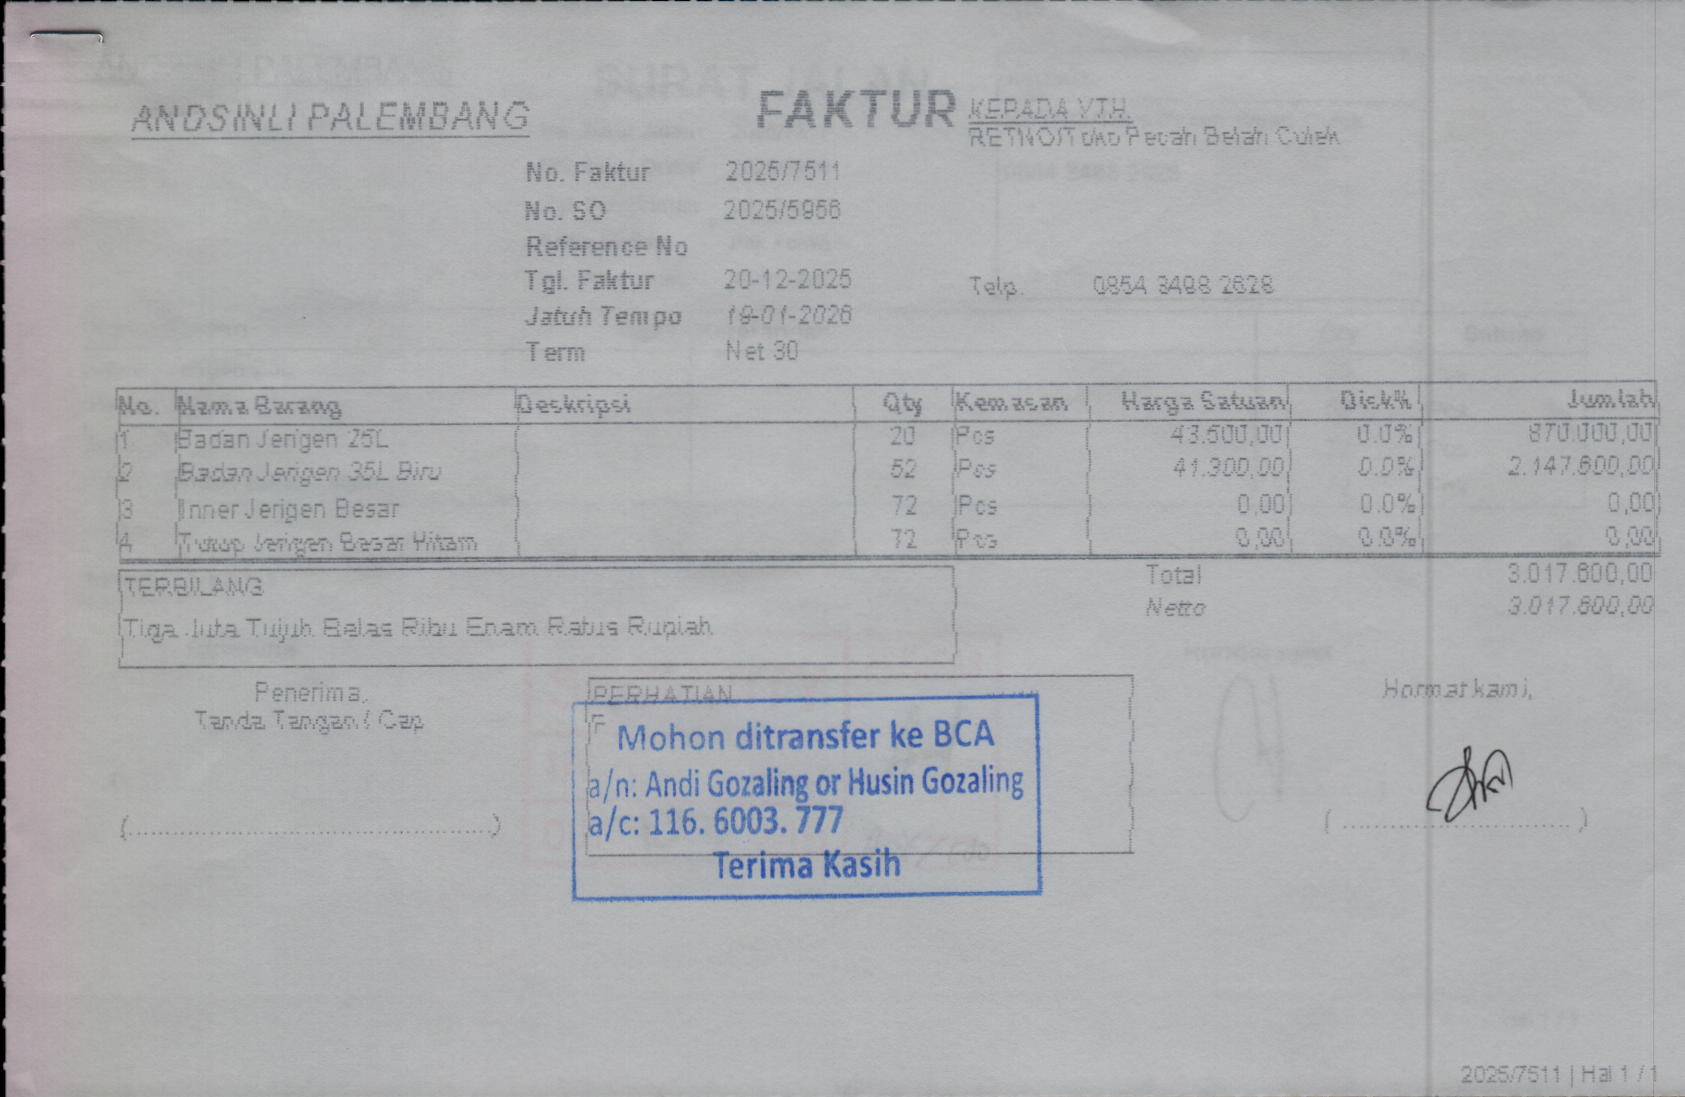 ANDSINLI PALEMBANG
FAKTUR
KEPADA YTH.
RETNO/Toko Pecah Belah Culek
No. Faktur 2025/7511
No. SO 2025/5966
Reference No
Tgl. Faktur 20-12-2025
Telp. 0854 3498 2628
Jatuh Tempo 19-01-2026
Term Net 30
No. Nama Barang Deskripsi Qty Kemasan Harga Satuan Disk% Jumlah
1 Badan Jerigen 25L 20 Pcs 43.500,00 0.0% 870.000,00
2 Badan Jerigen 35L Biru 52 Pcs 41.300,00 0.0% 2.147.600,00
3 Inner Jerigen Besar 72 Pcs 0,00 0.0% 0,00
4 Tutup Jerigen Besar Hitam 72 Pcs 0,00 0.0% 0,00
TERBILANG
Tiga Juta Tujuh Belas Ribu Enam Ratus Rupiah
Total 3.017.600,00
Netto 3.017.600,00
Penerima,
Tanda Tangan / Cap
PERHATIAN
Mohon ditransfer ke BCA
a/n: Andi Gozaling or Husin Gozaling
a/c: 116. 6003. 777
Terima Kasih
Hormat kami,
2025/7511 | Hal 1 / 1